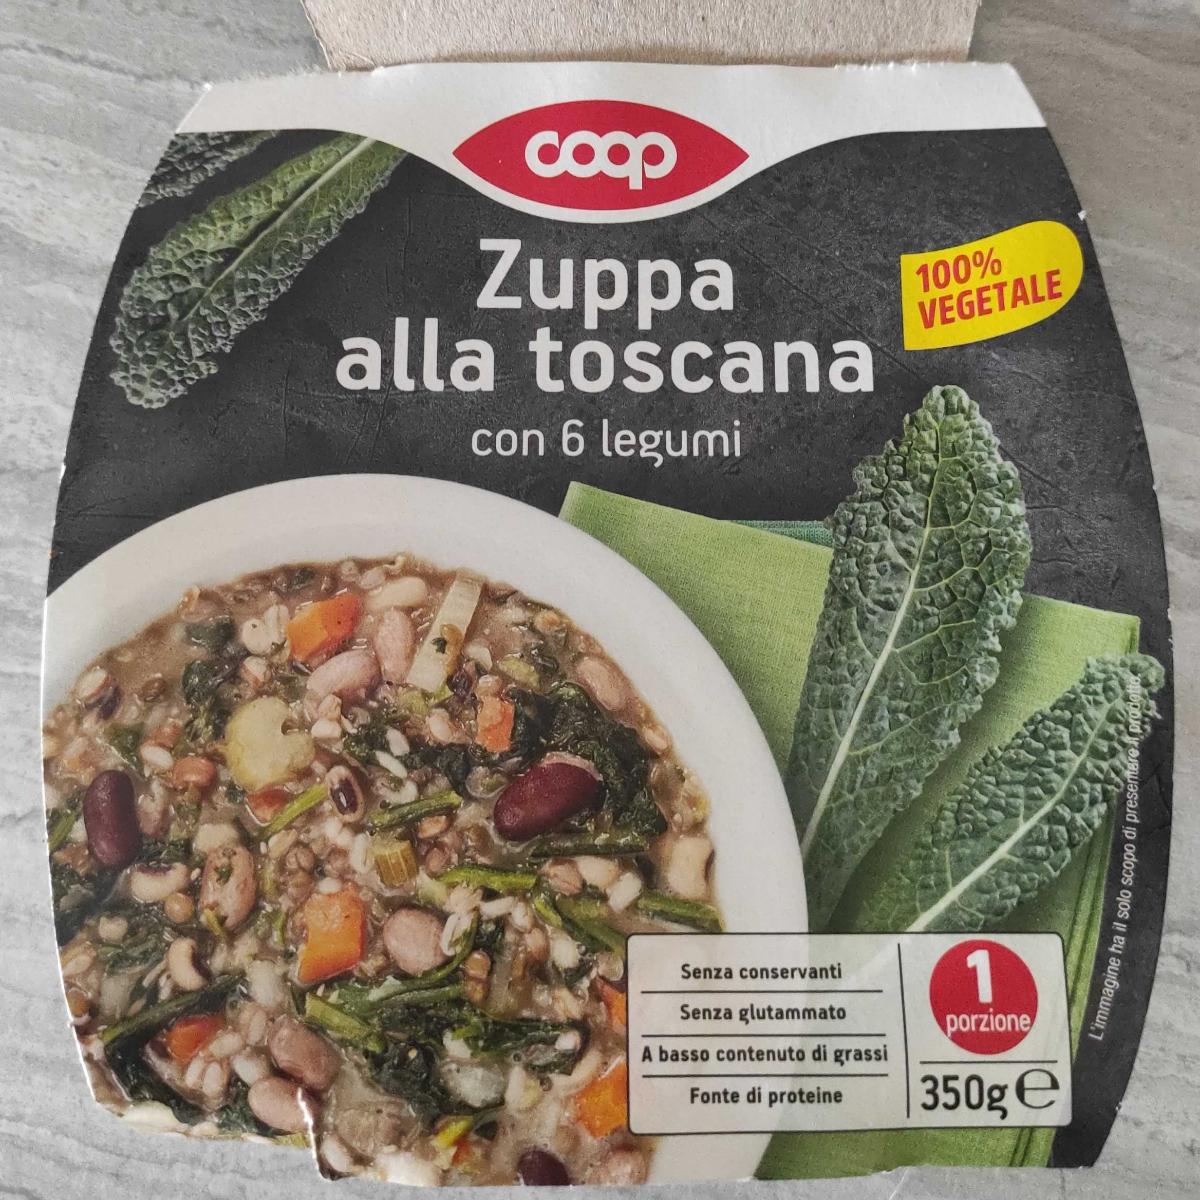 coop
Zuppa
alla toscana
con 6 legumi
100%
VEGETALE
Senza conservanti
Senza glutammato
A basso contenuto di grassi
Fonte di proteine
1
porzione
350g e
L'immagine ha il solo scopo di presentare il prodotto.